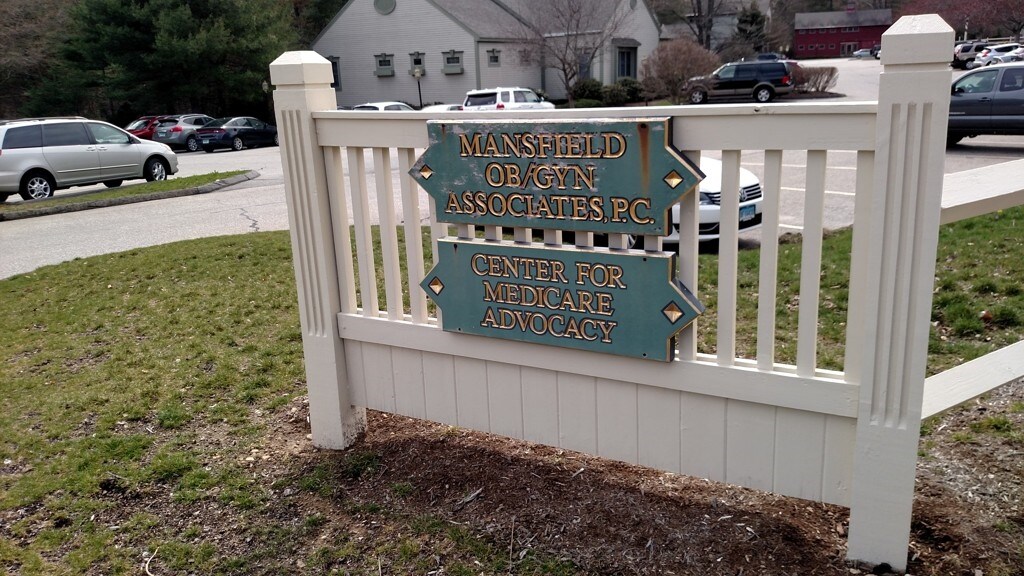 MANSFIELD
OB/GYN
ASSOCIATES, P.C.
CENTER FOR
MEDICARE
ADVOCACY